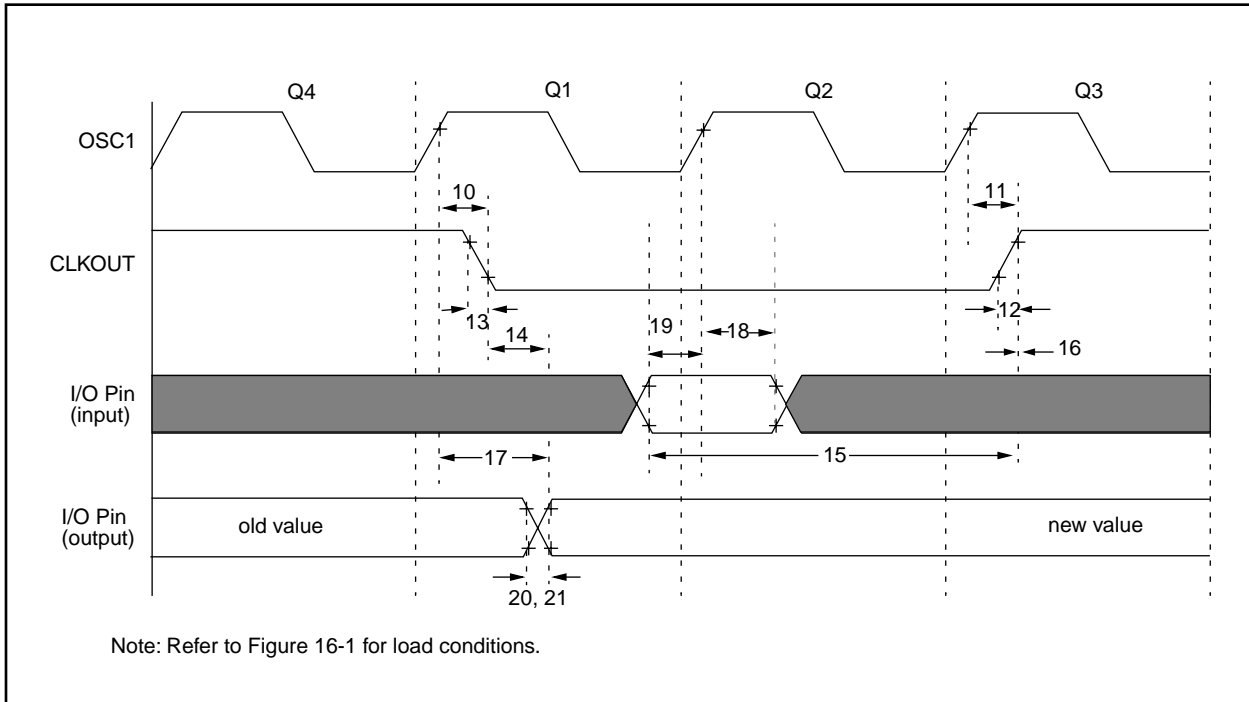 Q4 Q1 Q2 Q3
OSC1
10 11
CLKOUT
13 14 19 18 12
16
I/O Pin
(input)
17 15
I/O Pin
(output)
old value new value
20, 21
Note: Refer to Figure 16-1 for load conditions.